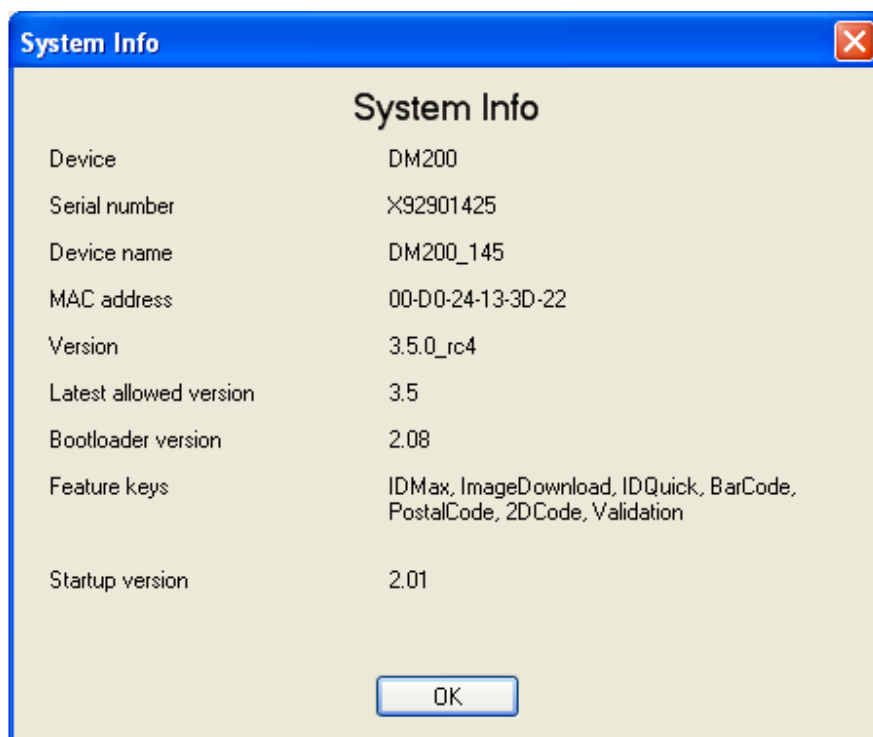 System Info
System Info
Device DM200
Serial number X92901425
Device name DM200_145
MAC address 00-D0-24-13-3D-22
Version 3.5.0_rc4
Latest allowed version 3.5
Bootloader version 2.08
Feature keys IDMax, ImageDownload, IDQuick, BarCode,
PostalCode, 2DCode, Validation
Startup version 2.01
OK